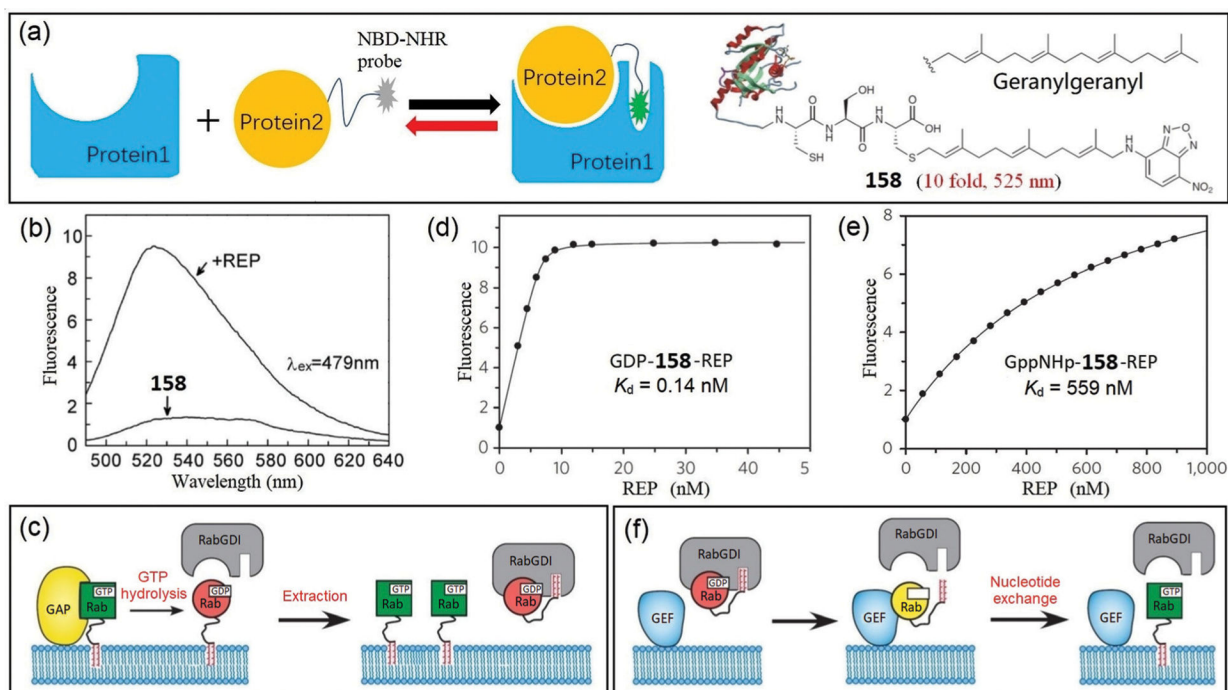 (a)
NBD-NHR
probe
Protein1
+
Protein2
Protein2
Protein1
Geranylgeranyl
OH
O
H
N
N
H
O
H
N
O
OH
SH
S
H
N
N
O
N
NO₂
158 (10 fold, 525 nm)
(b)
Fluorescence
10
8
6
4
2
0
+REP
λex=479nm
158
500 520 540 560 580 600 620 640
Wavelength (nm)
(d)
Fluorescence
10
8
6
4
2
0
GDP-158-REP
Kd = 0.14 nM
0 10 20 30 40 5
REP (nM)
(e)
Fluorescence
8
6
4
2
0
GppNHp-158-REP
Kd = 559 nM
0 200 400 600 800 1,000
REP (nM)
(c)
GAP
GTP
Rab
GTP
hydrolysis
RabGDI
GDP
Rab
Extraction
GTP
Rab
GTP
Rab
RabGDI
GDP
Rab
(f)
GEF
RabGDI
GDP
Rab
RabGDI
GEF
Rab
Nucleotide
exchange
RabGDI
GEF
GTP
Rab